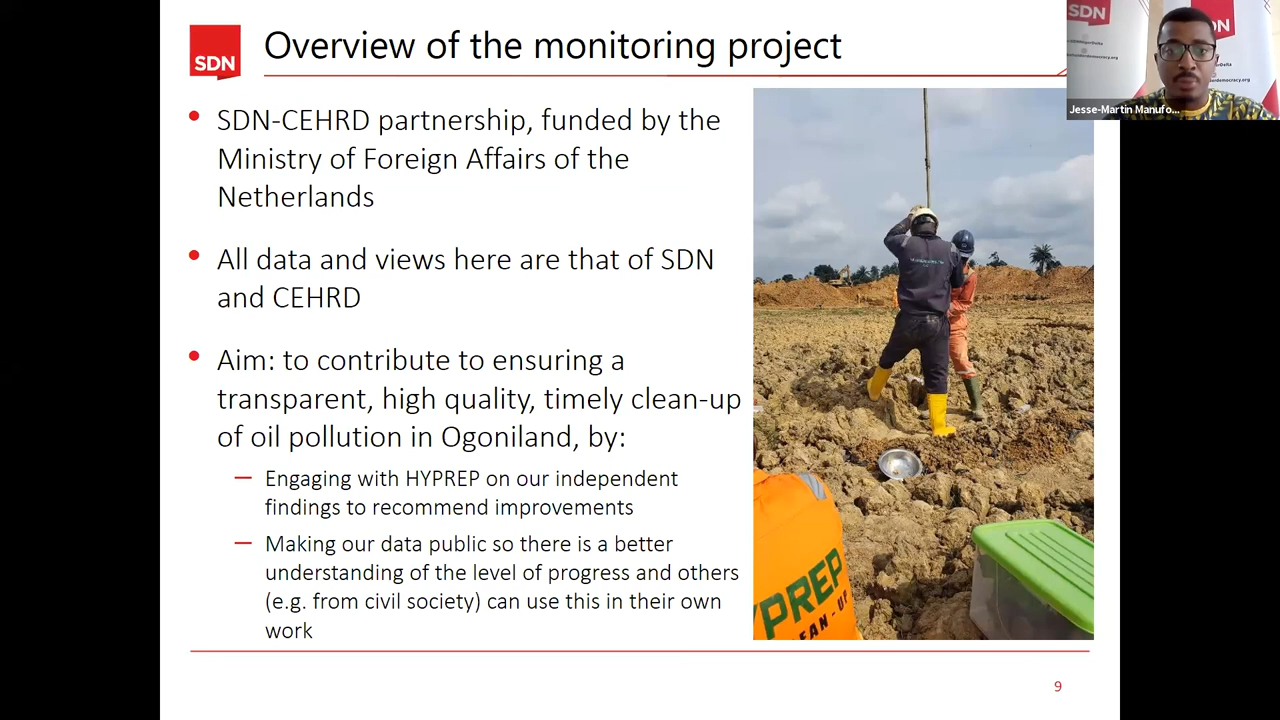 SDN
Overview of the monitoring project
SDN
SDN
Jesse-Martin Manufo...
• SDN-CEHRD partnership, funded by the
Ministry of Foreign Affairs of the
Netherlands
• All data and views here are that of SDN
and CEHRD
• Aim: to contribute to ensuring a
transparent, high quality, timely clean-up
of oil pollution in Ogoniland, by:
— Engaging with HYPREP on our independent
findings to recommend improvements
— Making our data public so there is a better
understanding of the level of progress and others
(e.g. from civil society) can use this in their own
work
YPREP
EAN-UP
9